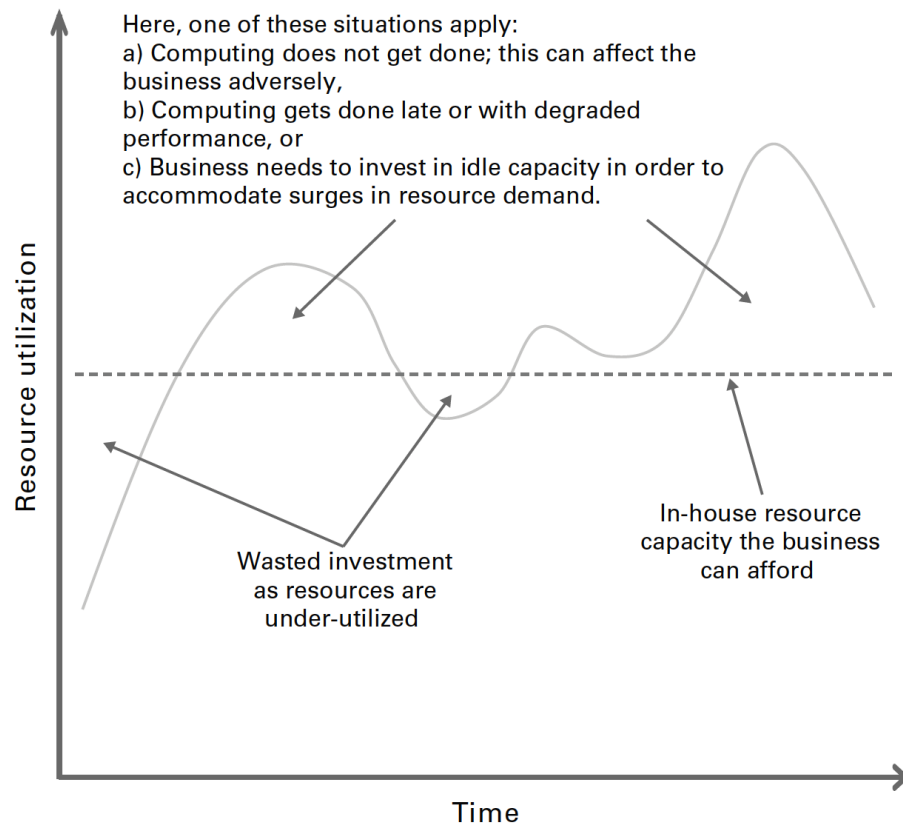 Here, one of these situations apply:
a) Computing does not get done; this can affect the
business adversely,
b) Computing gets done late or with degraded
performance, or
c) Business needs to invest in idle capacity in order to
accommodate surges in resource demand.
Resource utilization
Wasted investment
as resources are
under-utilized
In-house resource
capacity the business
can afford
Time